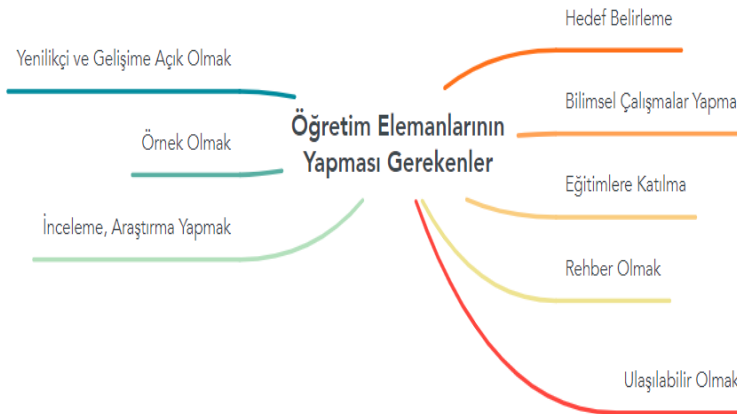 Hedef Belirleme
Yenilikçi ve Gelişime Açık Olmak
Bilimsel Çalışmalar Yapma
Öğretim Elemanlarının
Yapması Gerekenler
Örnek Olmak
Eğitimlere Katılma
İnceleme, Araştırma Yapmak
Rehber Olmak
Ulaşılabilir Olmak